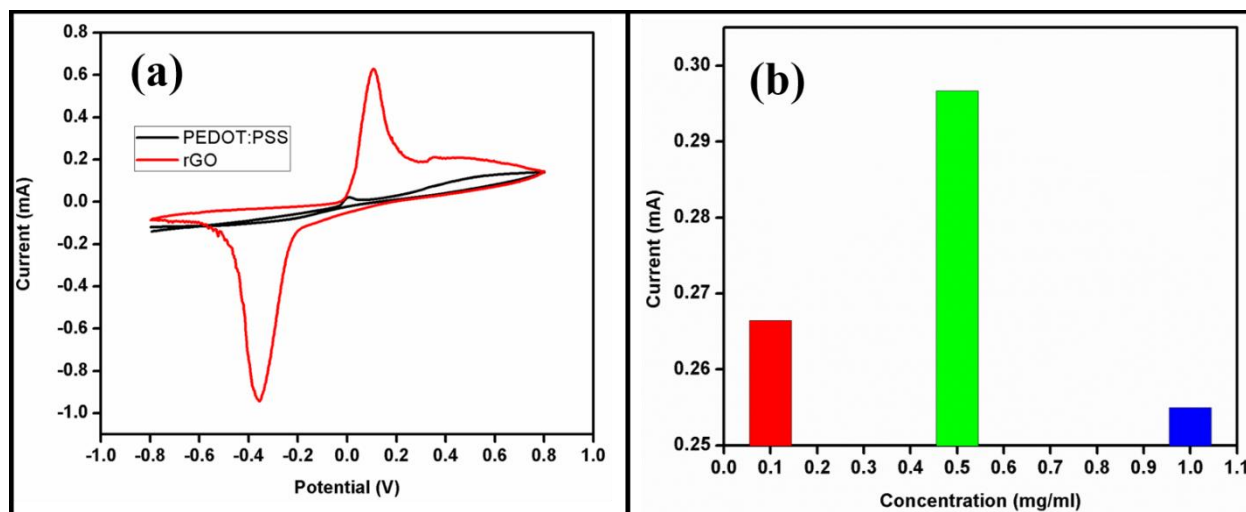 (a)
PEDOT:PSS
rGO
0.8
0.6
0.4
0.2
0.0
-0.2
-0.4
-0.6
-0.8
-1.0
Current (mA)
-1.0 -0.8 -0.6 -0.4 -0.2 0.0 0.2 0.4 0.6 0.8 1.0
Potential (V)
(b)
0.30
0.29
0.28
0.27
0.26
0.25
Current (mA)
0.0 0.1 0.2 0.3 0.4 0.5 0.6 0.7 0.8 0.9 1.0 1.1
Concentration (mg/ml)